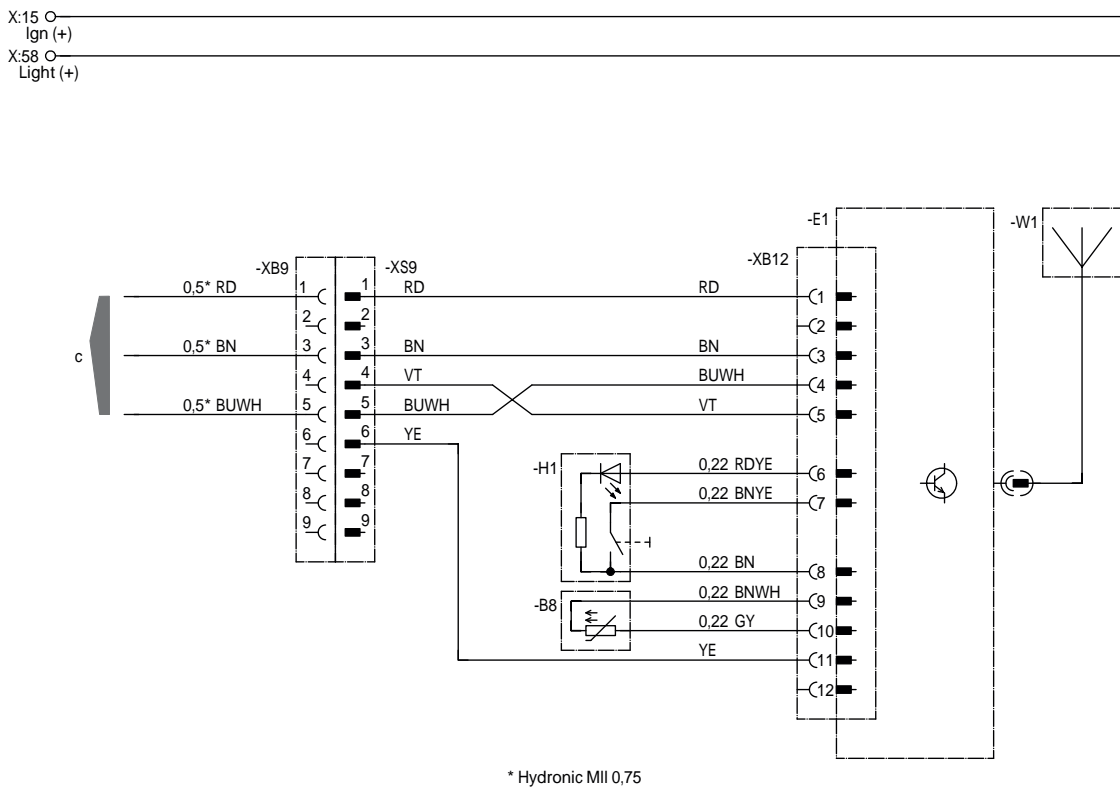 X:15
Ign (+)
X:58
Light (+)
-E1
-W1
-XB12
-XB9
-XS9
0,5* RD
1
1
RD
RD
1
2
2
2
0,5* BN
3
3
BN
BN
3
c
4
4
VT
BUWH
4
0,5* BUWH
5
5
BUWH
VT
5
6
6
YE
-H1
0,22 RDYE
6
7
7
0,22 BNYE
7
8
8
9
9
0,22 BN
8
-B8
0,22 BNWH
9
0,22 GY
10
YE
11
12
* Hydronic MII 0,75